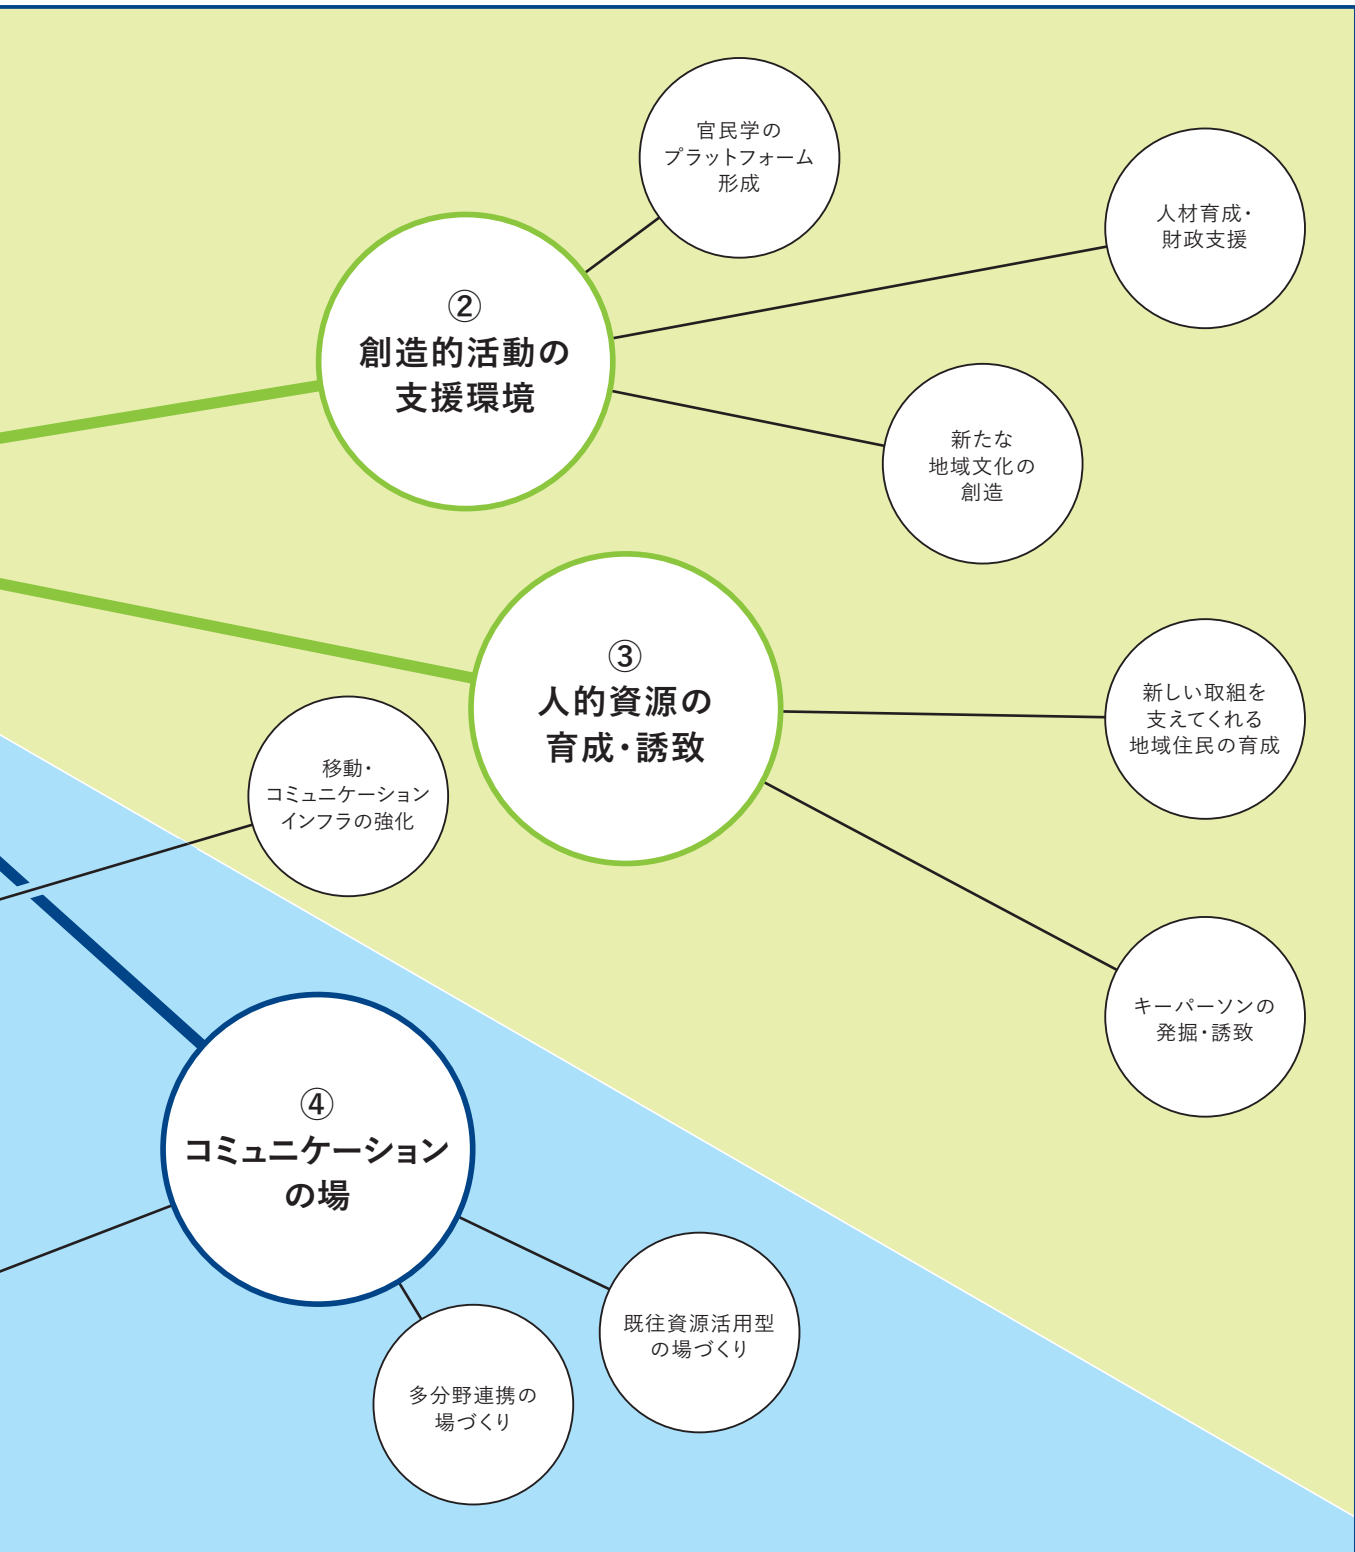 官民学の
プラットフォーム
形成
人材育成・
財政支援
②
創造的活動の
支援環境
新たな
地域文化の
創造
③
人的資源の
育成・誘致
新しい取組を
支えてくれる
地域住民の育成
移動・
コミュニケーション
インフラの強化
キーパーソンの
発掘・誘致
④
コミュニケーション
の場
既往資源活用型
の場づくり
多分野連携の
場づくり